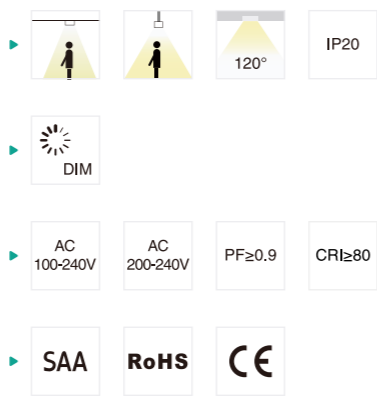 120°
IP20
DIM
AC
100-240V
AC
200-240V
PF≥0.9
CRI≥80
SAA
RoHS
CE